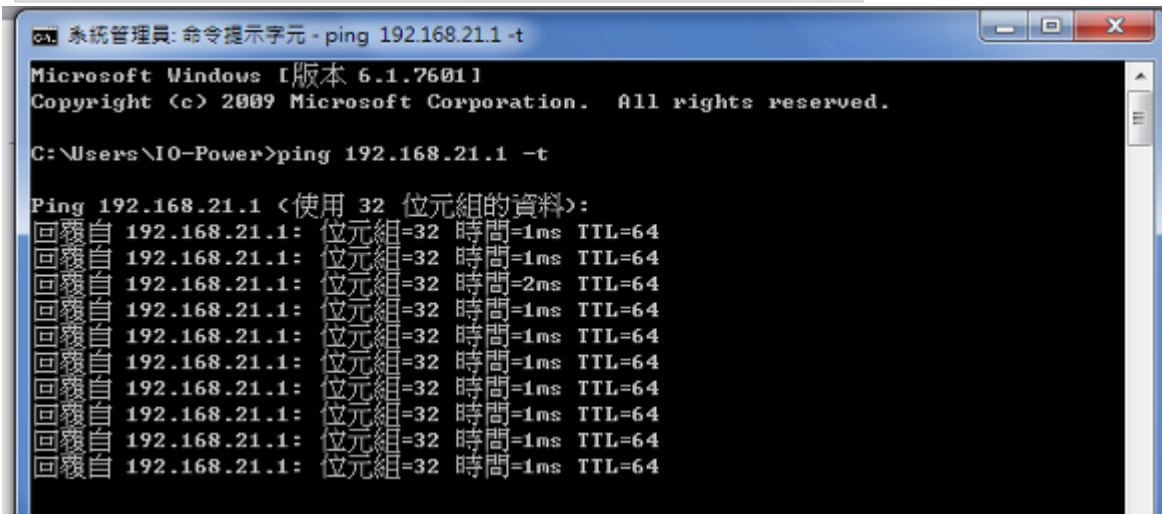 系統管理員: 命令提示字元 - ping 192.168.21.1 -t
Microsoft Windows [版本 6.1.7601]
Copyright (c) 2009 Microsoft Corporation.  All rights reserved.
C:\Users\IO-Power>ping 192.168.21.1 -t
Ping 192.168.21.1 (使用 32 位元組的資料):
回覆自 192.168.21.1: 位元組=32 時間=1ms TTL=64
回覆自 192.168.21.1: 位元組=32 時間=1ms TTL=64
回覆自 192.168.21.1: 位元組=32 時間=2ms TTL=64
回覆自 192.168.21.1: 位元組=32 時間=1ms TTL=64
回覆自 192.168.21.1: 位元組=32 時間=1ms TTL=64
回覆自 192.168.21.1: 位元組=32 時間=1ms TTL=64
回覆自 192.168.21.1: 位元組=32 時間=1ms TTL=64
回覆自 192.168.21.1: 位元組=32 時間=1ms TTL=64
回覆自 192.168.21.1: 位元組=32 時間=1ms TTL=64
回覆自 192.168.21.1: 位元組=32 時間=1ms TTL=64